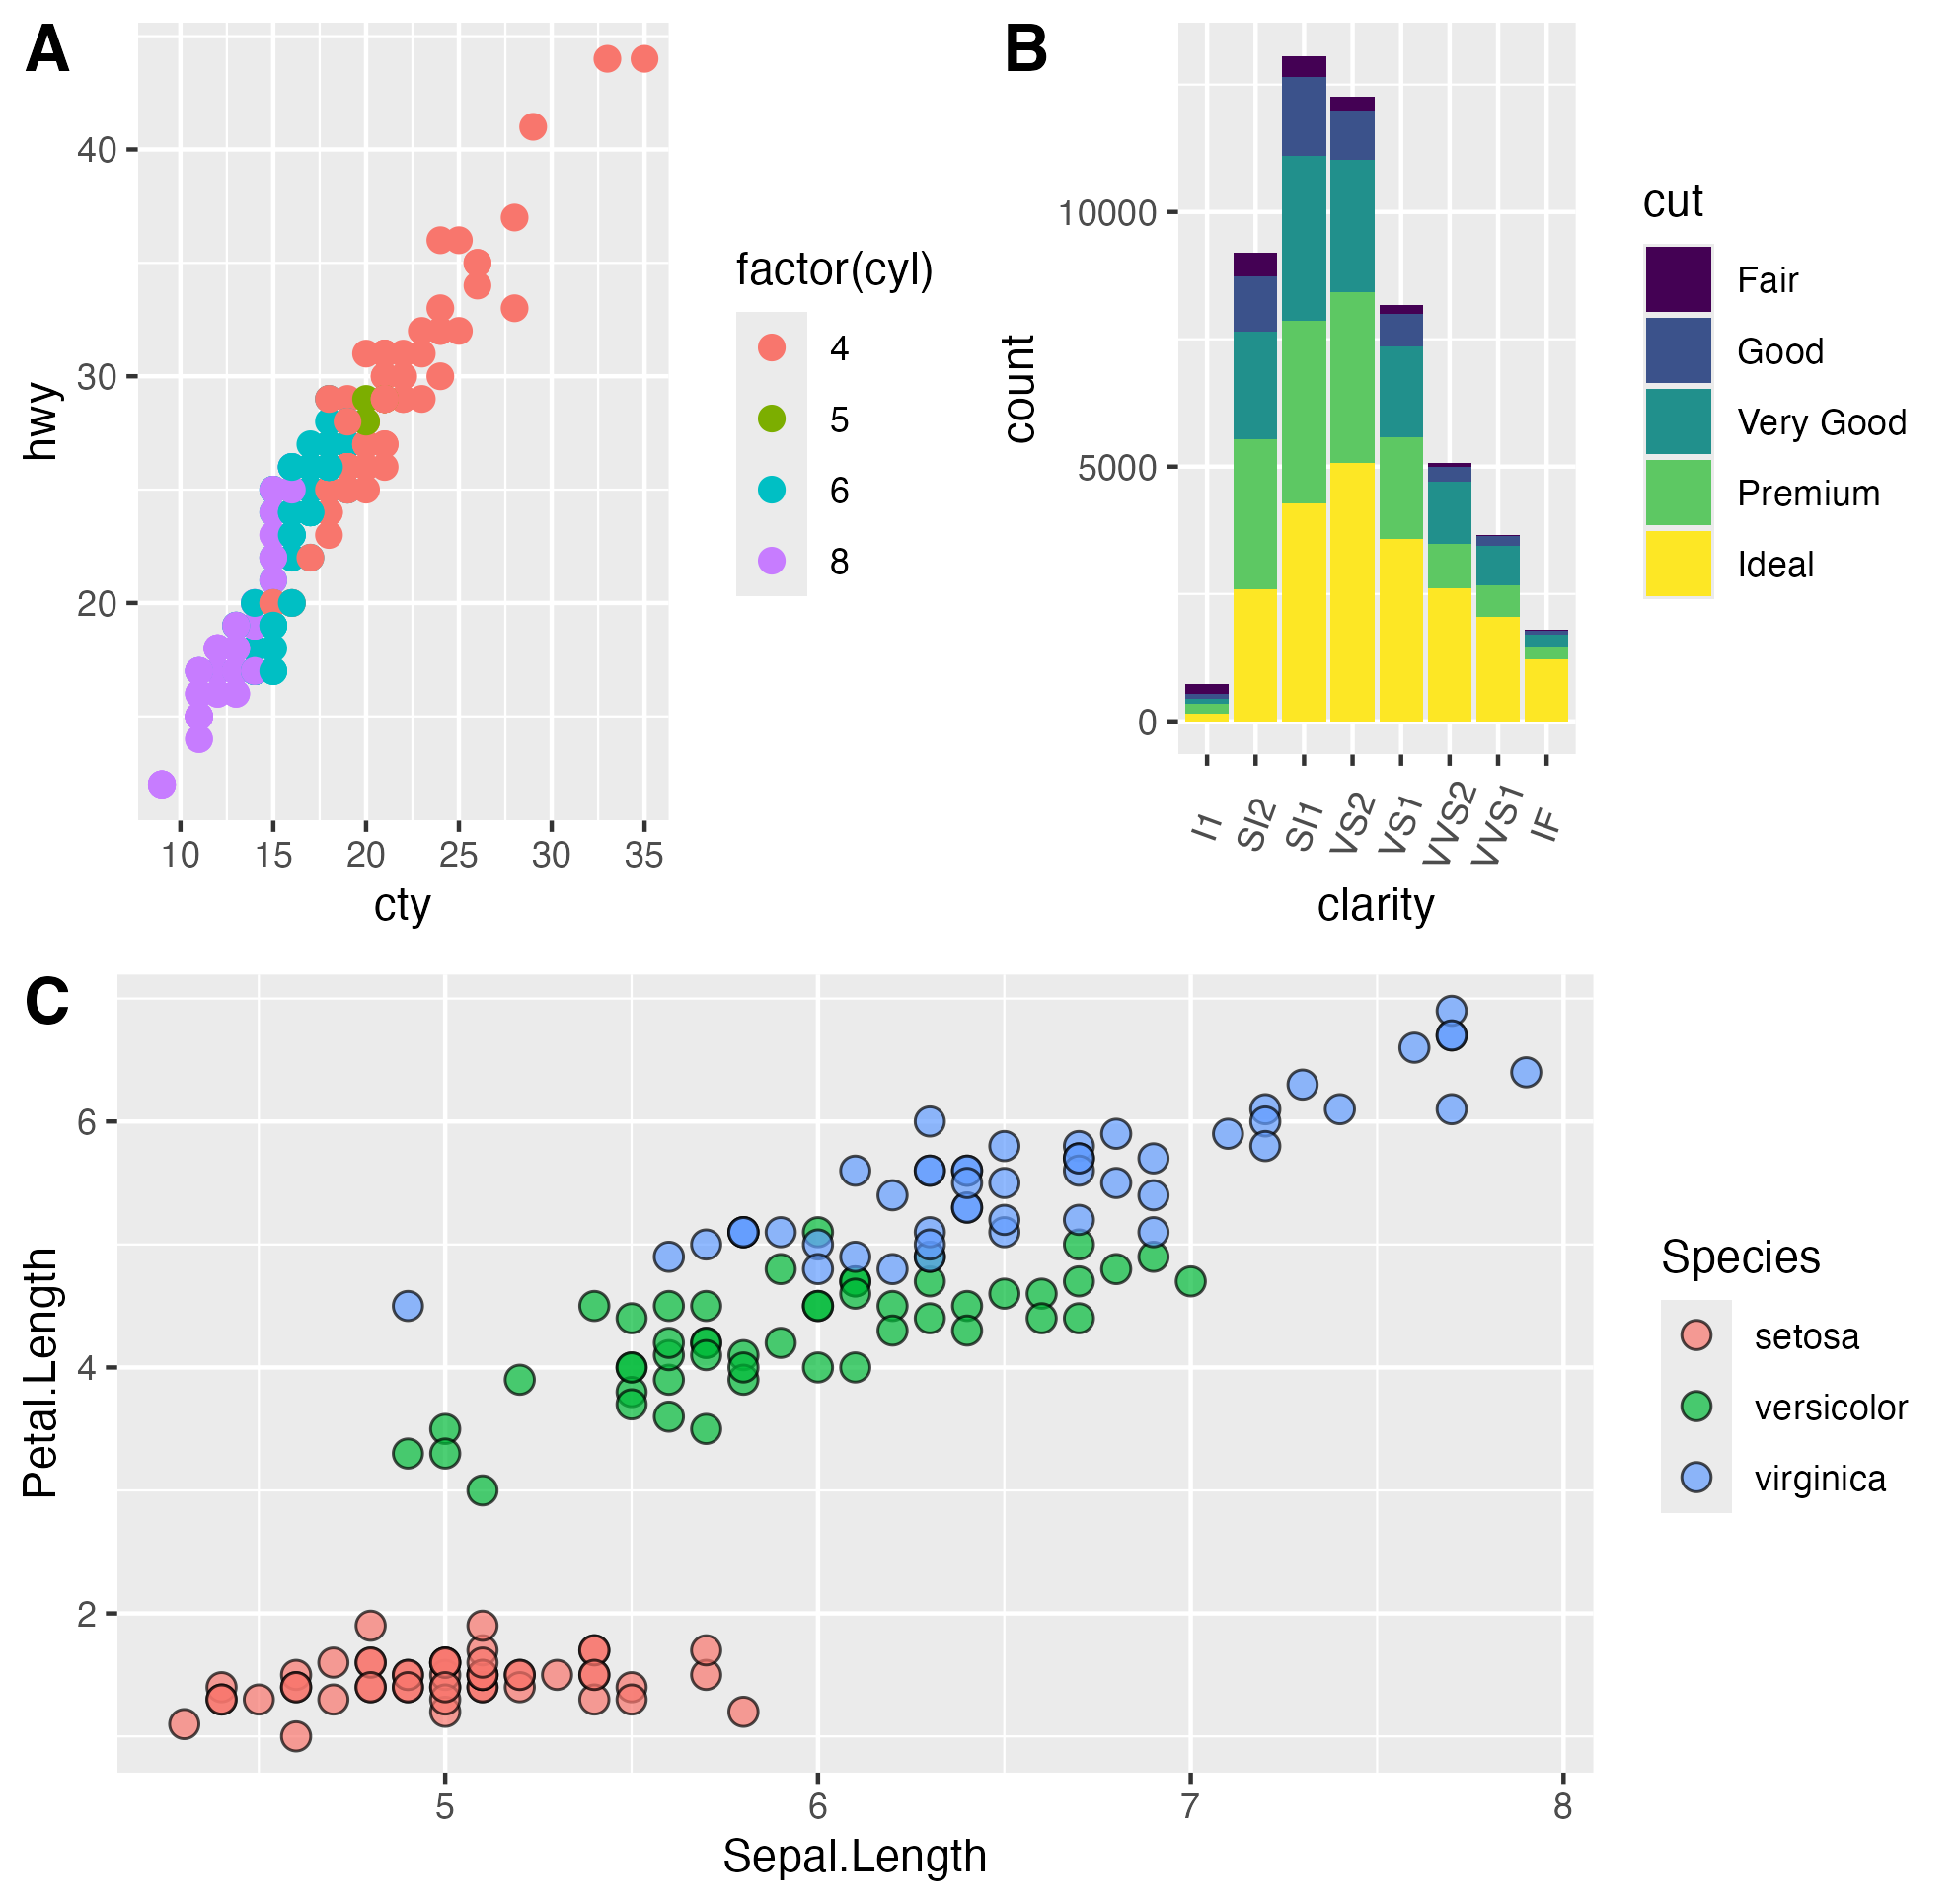 A
hwy
40
30
20
10 15 20 25 30 35
cty
factor(cyl)
4
5
6
8
B
count
10000
5000
0
I1 SI2 SI1 VS2 VS1 VVS2 VVS1 IF
clarity
cut
Fair
Good
Very Good
Premium
Ideal
C
Petal.Length
6
4
2
5 6 7 8
Sepal.Length
Species
setosa
versicolor
virginica